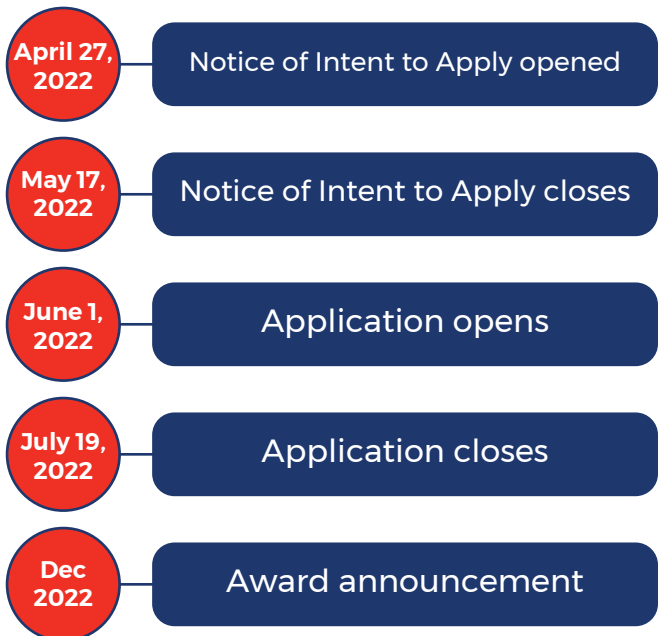 April 27,
2022
Notice of Intent to Apply opened
May 17,
2022
Notice of Intent to Apply closes
June 1,
2022
Application opens
July 19,
2022
Application closes
Dec
2022
Award announcement